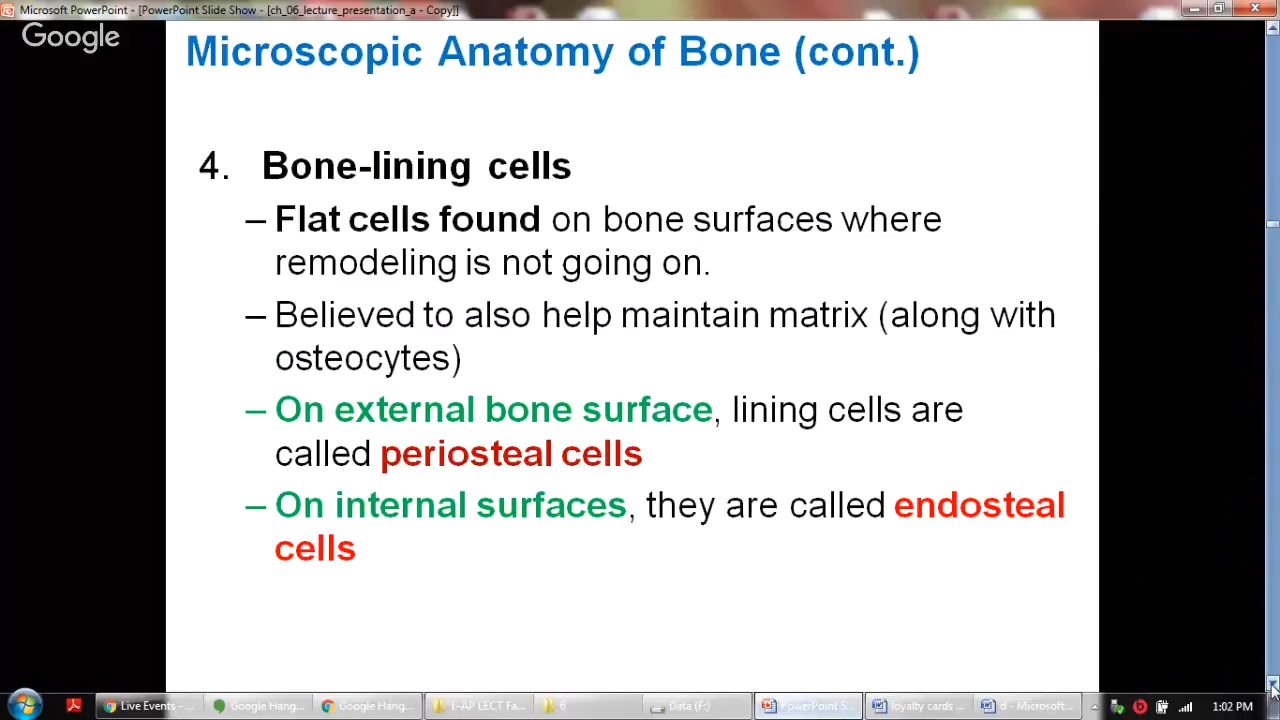 Microsoft PowerPoint - [PowerPoint Slide Show - [ch_06_lecture_presentation_a - Copy]]
Google
Microscopic Anatomy of Bone (cont.)
4. Bone-lining cells
– Flat cells found on bone surfaces where
remodeling is not going on.
– Believed to also help maintain matrix (along with
osteocytes)
– On external bone surface, lining cells are
called periosteal cells
– On internal surfaces, they are called endosteal
cells
Live Events - ...
Google Hang...
Google Hang...
E-AP LECT Fa...
Data (F:)
PowerPoint S...
loyalty cards ...
d - Microsoft...
1:02 PM